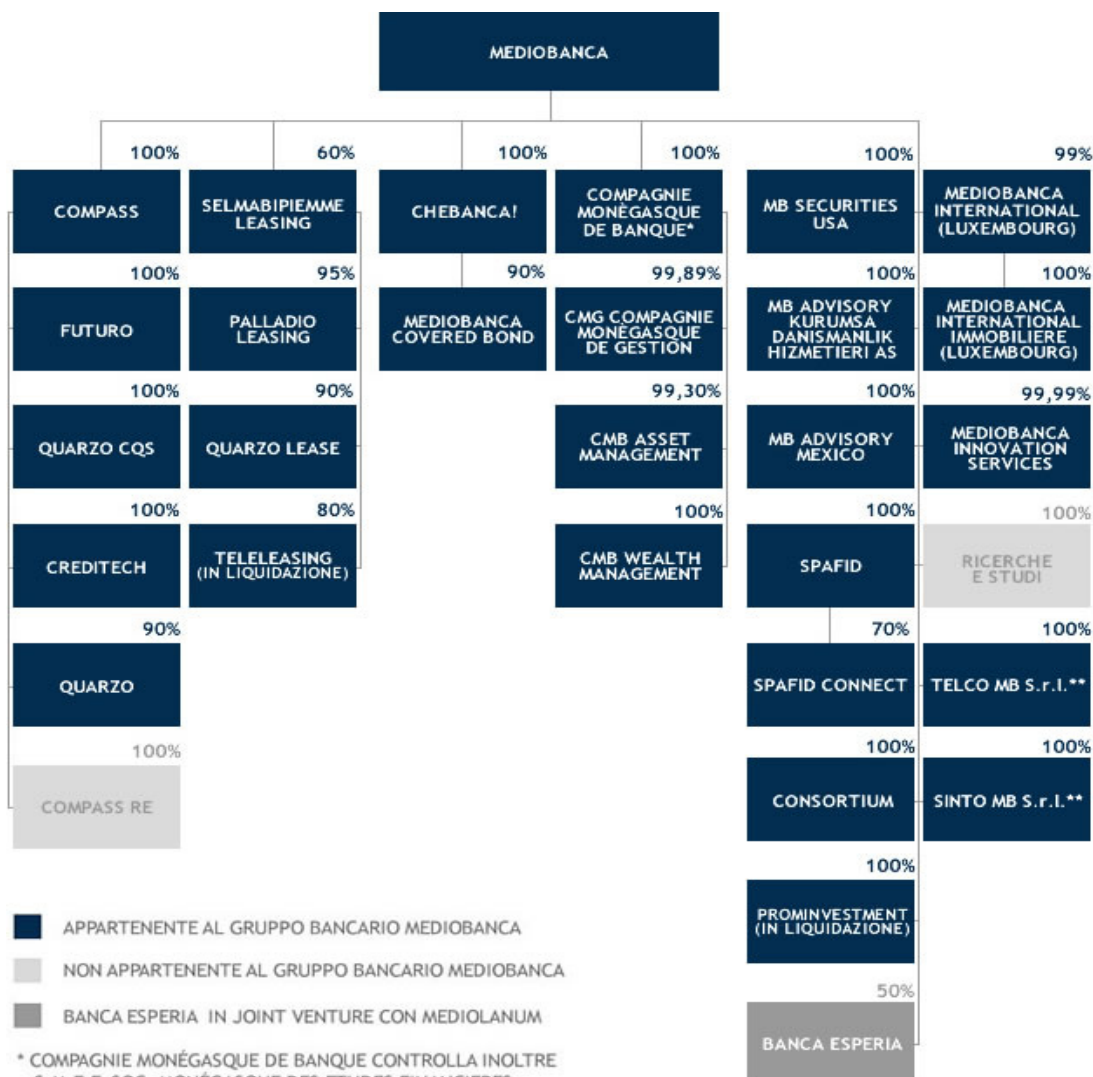 MEDIOBANCA
100%
60%
100%
100%
100%
99%
COMPASS
SELMABIPIEMME
LEASING
CHEBANCA!
COMPAGNIE
MONÈGASQUE
DE BANQUE*
MB SECURITIES
USA
MEDIOBANCA
INTERNATIONAL
(LUXEMBOURG)
100%
95%
90%
99,89%
100%
100%
FUTURO
PALLADIO
LEASING
MEDIOBANCA
COVERED BOND
CMG COMPAGNIE
MONÈGASQUE
DE GESTION
MB ADVISORY
KURUMSA
DANISMANLIK
HIZMETIERI AS
MEDIOBANCA
INTERNATIONAL
IMMOBILIERE
(LUXEMBOURG)
100%
90%
99,30%
100%
99,99%
QUARZO CQS
QUARZO LEASE
CMB ASSET
MANAGEMENT
MB ADVISORY
MEXICO
MEDIOBANCA
INNOVATION
SERVICES
100%
80%
100%
100%
100%
CREDITECH
TELELEASING
(IN LIQUIDAZIONE)
CMB WEALTH
MANAGEMENT
SPAFID
RICERCHE
E STUDI
90%
70%
100%
QUARZO
SPAFID CONNECT
TELCO MB S.r.l.**
100%
100%
100%
COMPASS RE
CONSORTIUM
SINTO MB S.r.l.**
100%
PROMINVESTMENT
(IN LIQUIDAZIONE)
50%
BANCA ESPERIA
APPARTENENTE AL GRUPPO BANCARIO MEDIOBANCA
NON APPARTENENTE AL GRUPPO BANCARIO MEDIOBANCA
BANCA ESPERIA IN JOINT VENTURE CON MEDIOLANUM
* COMPAGNIE MONÉGASQUE DE BANQUE CONTROLLA INOLTRE